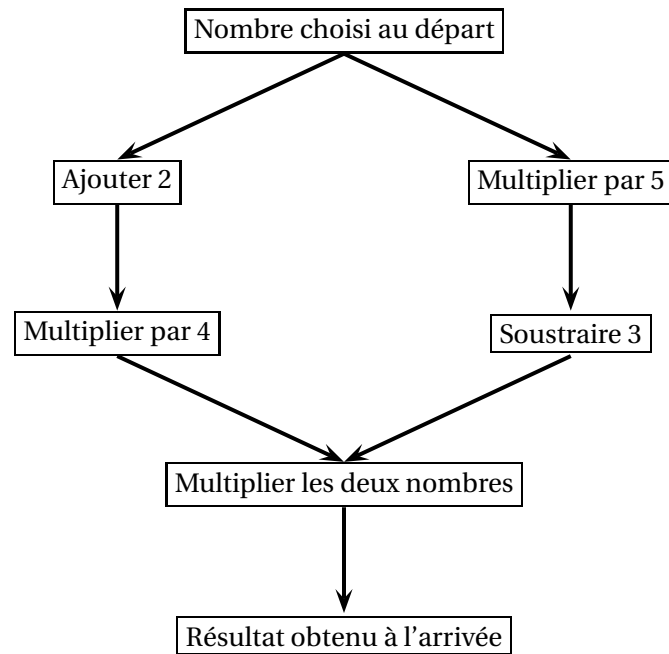 Nombre choisi au départ
Ajouter 2
Multiplier par 5
Multiplier par 4
Soustraire 3
Multiplier les deux nombres
Résultat obtenu à l'arrivée